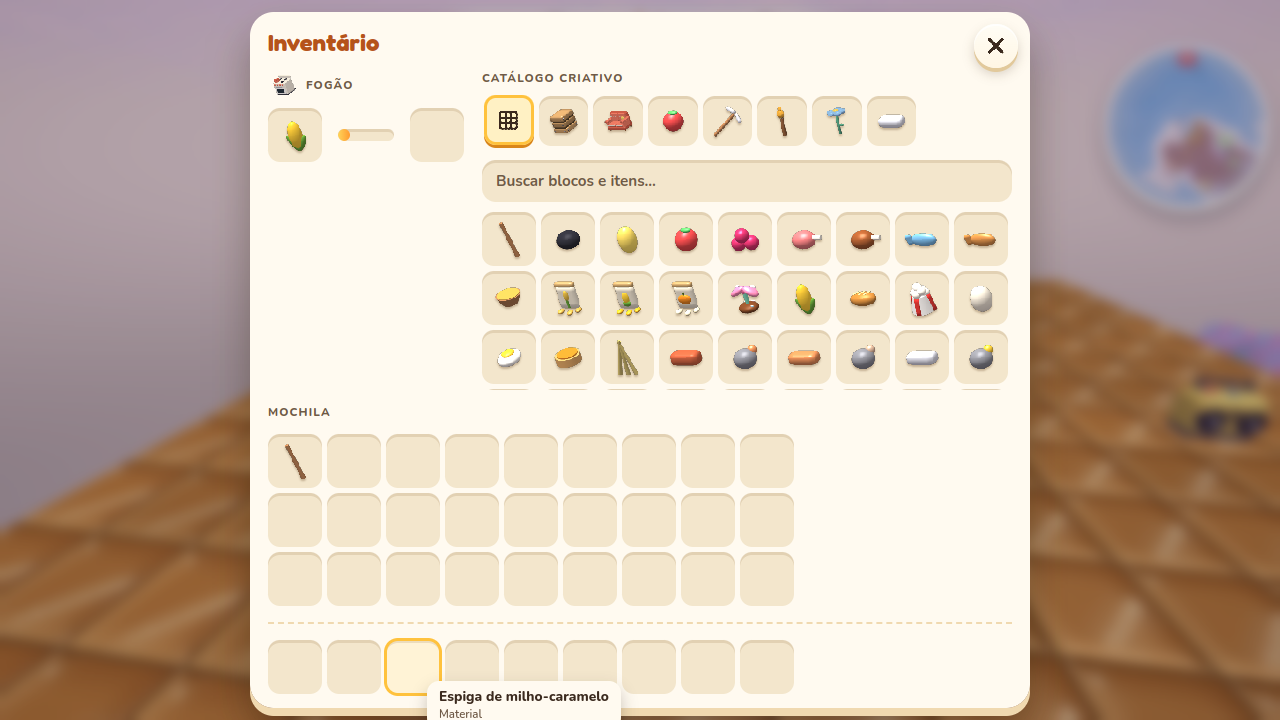 Inventário
FOGÃO
CATÁLOGO CRIATIVO
Buscar blocos e itens...
MOCHILA
Espiga de milho-caramelo
Material